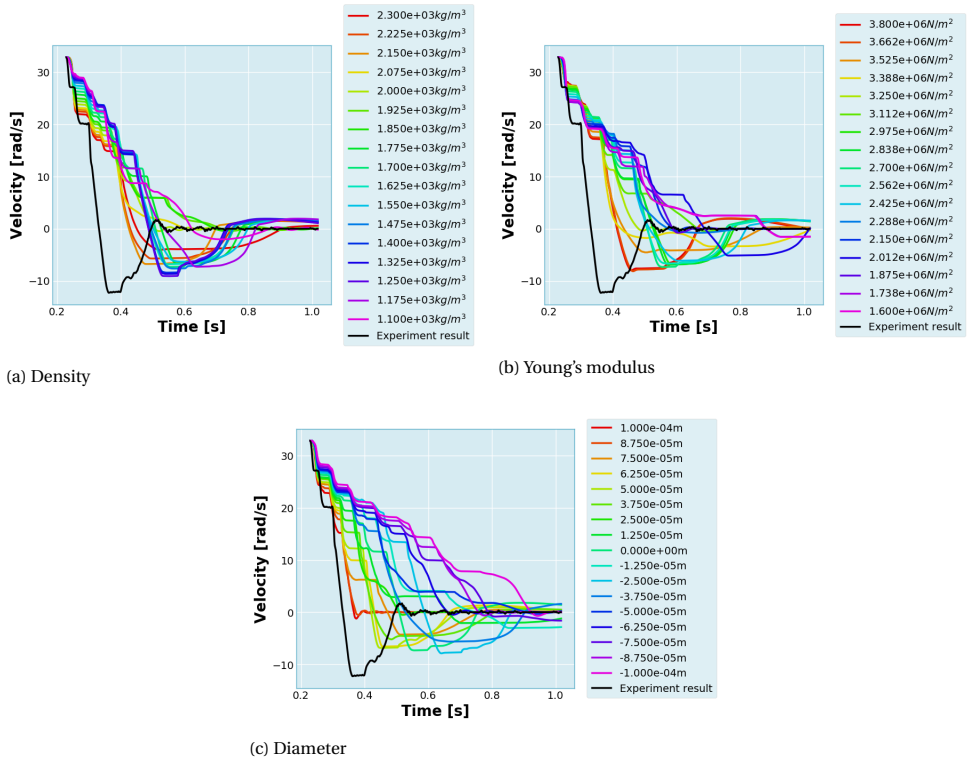 2.300e+03kg/m³
2.225e+03kg/m³
2.150e+03kg/m³
2.075e+03kg/m³
2.000e+03kg/m³
1.925e+03kg/m³
1.850e+03kg/m³
1.775e+03kg/m³
1.700e+03kg/m³
1.625e+03kg/m³
1.550e+03kg/m³
1.475e+03kg/m³
1.400e+03kg/m³
1.325e+03kg/m³
1.250e+03kg/m³
1.175e+03kg/m³
1.100e+03kg/m³
Experiment result
Velocity [rad/s]
30
20
10
0
−10
0.2 0.4 0.6 0.8 1.0
Time [s]
(a) Density
3.800e+06N/m²
3.662e+06N/m²
3.525e+06N/m²
3.388e+06N/m²
3.250e+06N/m²
3.112e+06N/m²
2.975e+06N/m²
2.838e+06N/m²
2.700e+06N/m²
2.562e+06N/m²
2.425e+06N/m²
2.288e+06N/m²
2.150e+06N/m²
2.012e+06N/m²
1.875e+06N/m²
1.738e+06N/m²
1.600e+06N/m²
Experiment result
Velocity [rad/s]
30
20
10
0
−10
0.2 0.4 0.6 0.8 1.0
Time [s]
(b) Young's modulus
1.000e-04m
8.750e-05m
7.500e-05m
6.250e-05m
5.000e-05m
3.750e-05m
2.500e-05m
1.250e-05m
0.000e+00m
-1.250e-05m
-2.500e-05m
-3.750e-05m
-5.000e-05m
-6.250e-05m
-7.500e-05m
-8.750e-05m
-1.000e-04m
Experiment result
Velocity [rad/s]
30
20
10
0
−10
0.2 0.4 0.6 0.8 1.0
Time [s]
(c) Diameter